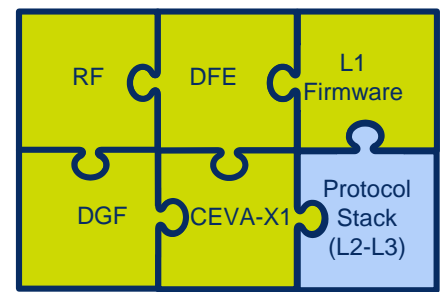 RF
DFE
L1
Firmware
DGF
CEVA-X1
Protocol
Stack
(L2-L3)